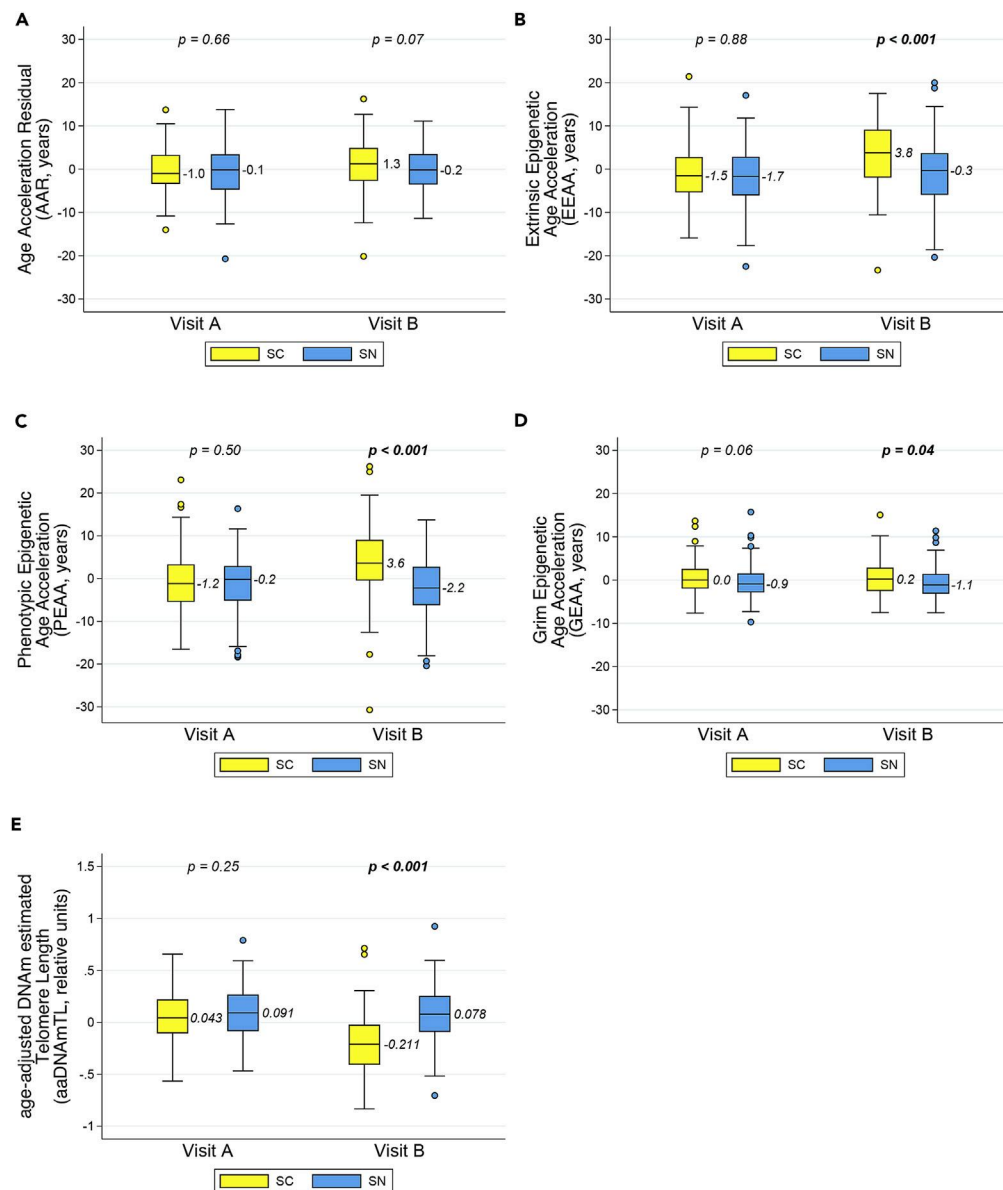 A
p = 0.66
p = 0.07
Age Acceleration Residual
(AAR, years)
30
20
10
0
-10
-20
-30
-1.0
-0.1
1.3
-0.2
Visit A
Visit B
SC
SN
B
p = 0.88
p < 0.001
Extrinsic Epigenetic
Age Acceleration
(EEAA, years)
30
20
10
0
-10
-20
-30
-1.5
-1.7
3.8
-0.3
Visit A
Visit B
SC
SN
C
p = 0.50
p < 0.001
Phenotypic Epigenetic
Age Acceleration
(PEAA, years)
30
20
10
0
-10
-20
-30
-1.2
-0.2
3.6
-2.2
Visit A
Visit B
SC
SN
D
p = 0.06
p = 0.04
Grim Epigenetic
Age Acceleration
(GEAA, years)
30
20
10
0
-10
-20
-30
0.0
-0.9
0.2
-1.1
Visit A
Visit B
SC
SN
E
p = 0.25
p < 0.001
age-adjusted DNAm estimated
Telomere Length
(aaDNAmTL, relative units)
1.5
1
.5
0
-.5
-1
0.043
0.091
-0.211
0.078
Visit A
Visit B
SC
SN